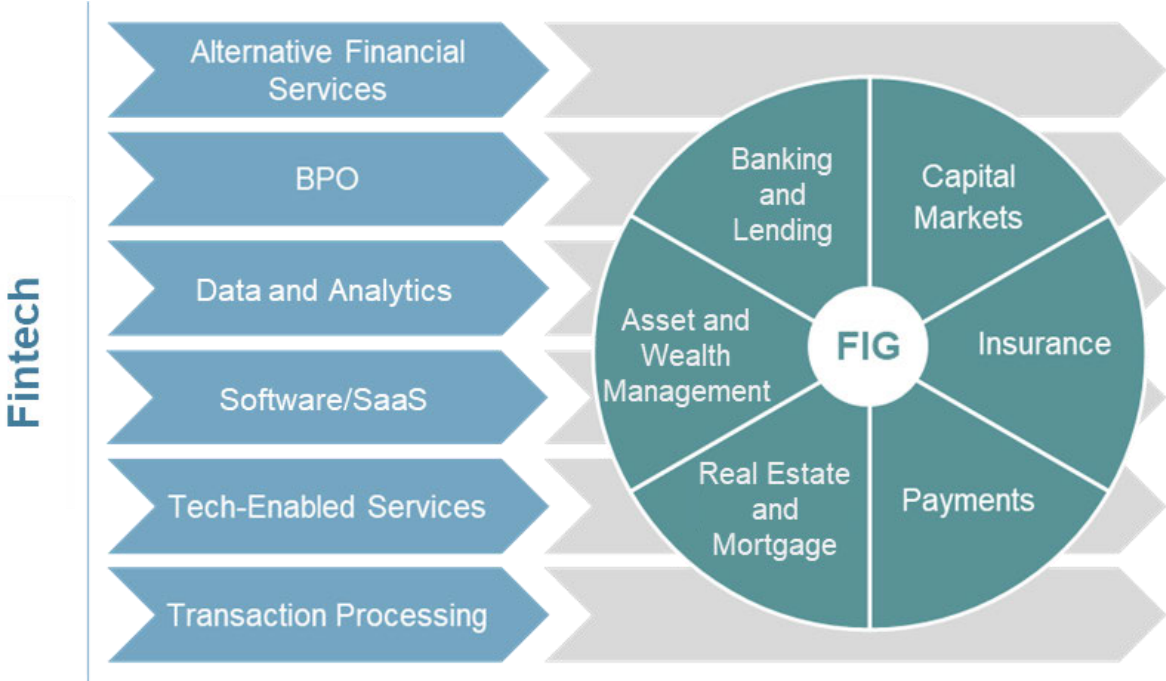 Fintech
Alternative Financial
Services
BPO
Data and Analytics
Software/SaaS
Tech-Enabled Services
Transaction Processing
Banking
and
Lending
Capital
Markets
Asset and
Wealth
Management
FIG
Insurance
Real Estate
and
Mortgage
Payments